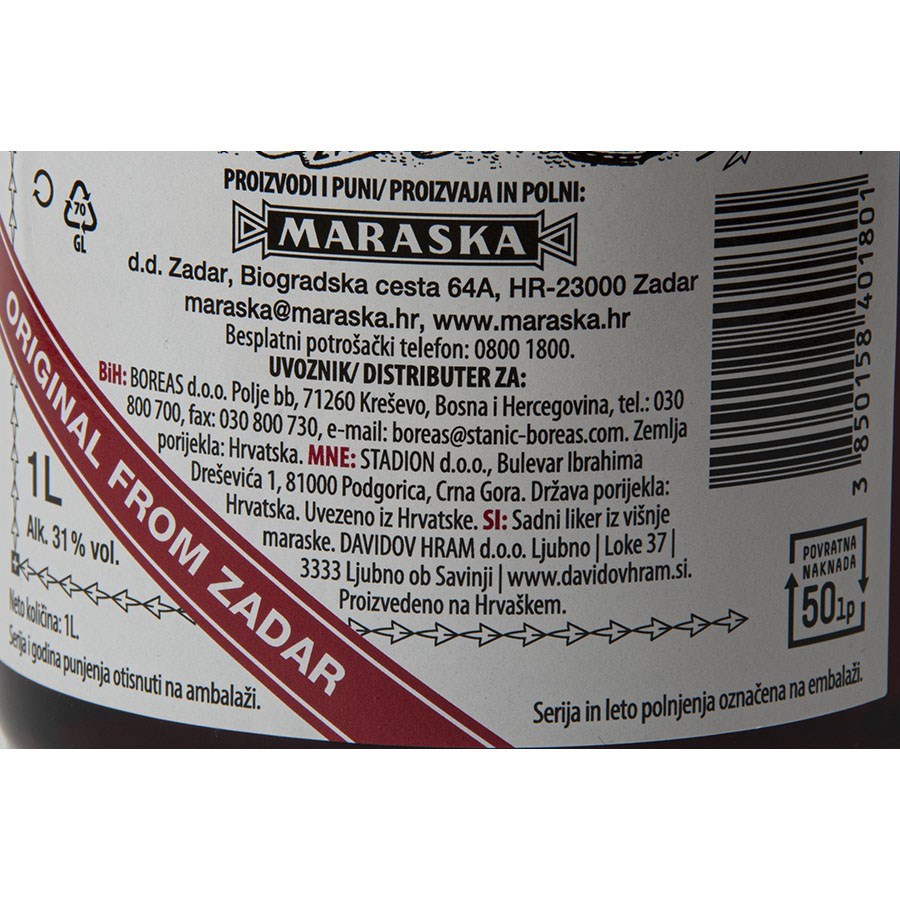 PROIZVODI I PUNI/ PROIZVAJA IN POLNI:
MARASKA
d.d. Zadar, Biogradska cesta 64A, HR-23000 Zadar
maraska@maraska.hr, www.maraska.hr
Besplatni potrošački telefon: 0800 1800.
UVOZNIK/ DISTRIBUTER ZA:
BiH: BOREAS d.o.o. Polje bb, 71260 Kreševo, Bosna i Hercegovina, tel.: 030
800 700, fax: 030 800 730, e-mail: boreas@stanic-boreas.com. Zemlja
porijekla: Hrvatska. MNE: STADION d.o.o., Bulevar Ibrahima
Dreševića 1, 81000 Podgorica, Crna Gora. Država porijekla:
Hrvatska. Uvezeno iz Hrvatske. SI: Sadni liker iz višnje
maraske. DAVIDOV HRAM d.o.o. Ljubno | Loke 37 |
3333 Ljubno ob Savinji | www.davidovhram.si.
Proizvedeno na Hrvaškem.
70
GL
ORIGINAL FROM ZADAR
1L
Alk. 31% vol.
Neto količina: 1L.
Serija i godina punjenja otisnuti na ambalaži.
3 850158 401801
POVRATNA
NAKNADA
50lp
Serija in leto polnjenja označena na embalaži.